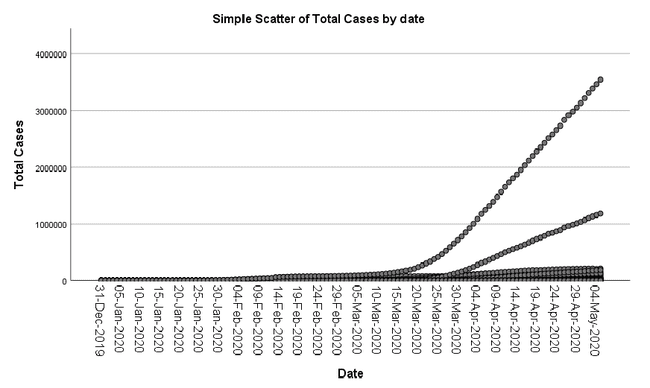 Simple Scatter of Total Cases by date
Total Cases
4000000
3000000
2000000
1000000
0
31-Dec-2019
05-Jan-2020
10-Jan-2020
15-Jan-2020
20-Jan-2020
25-Jan-2020
30-Jan-2020
04-Feb-2020
09-Feb-2020
14-Feb-2020
19-Feb-2020
24-Feb-2020
29-Feb-2020
05-Mar-2020
10-Mar-2020
15-Mar-2020
20-Mar-2020
25-Mar-2020
30-Mar-2020
04-Apr-2020
09-Apr-2020
14-Apr-2020
19-Apr-2020
24-Apr-2020
29-Apr-2020
04-May-2020
Date